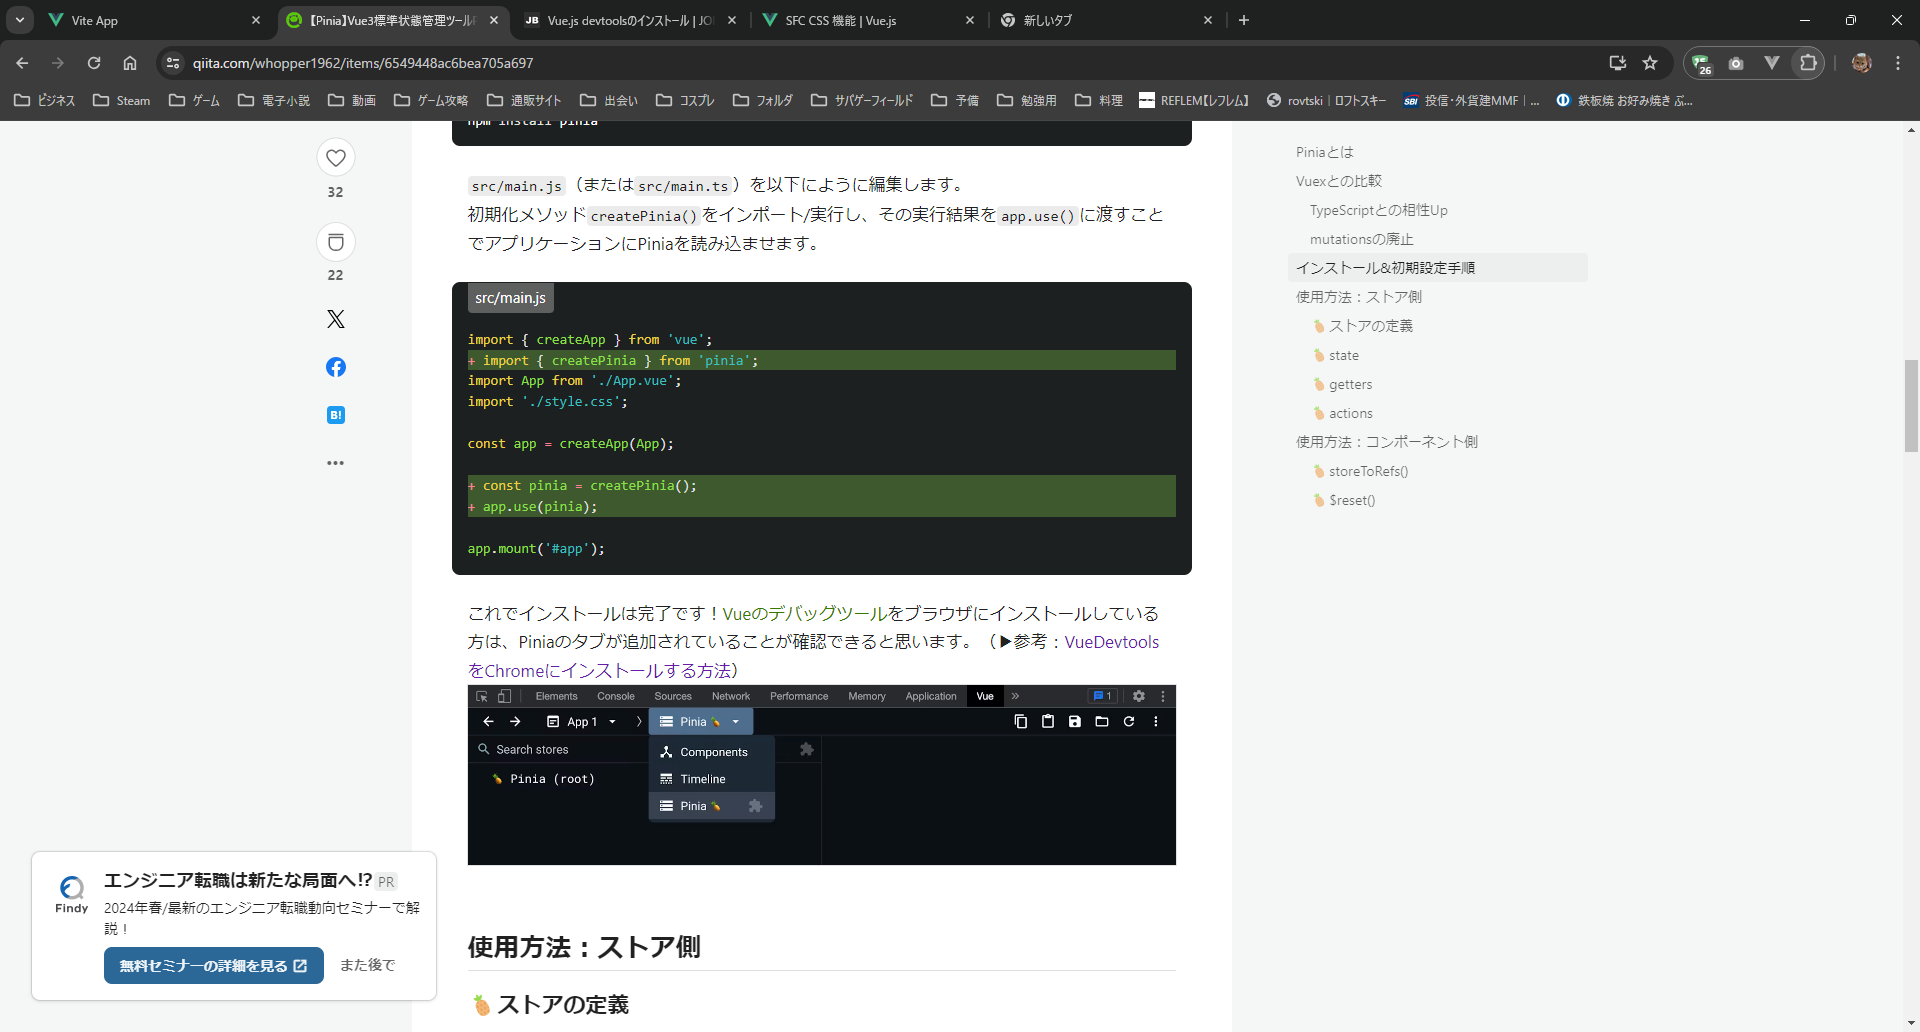 Vite App
【Pinia】Vue3標準状態管理ツールP
JB Vue.js devtoolsのインストール | JO
SFC CSS 機能 | Vue.js
新しいタブ
qiita.com/whopper1962/items/6549448ac6bea705a697
26
ビジネス
Steam
ゲーム
電子小説
動画
ゲーム攻略
通販サイト
出会い
コスプレ
フォルダ
サバゲーフィールド
予備
勉強用
料理
REFLEM【レフレム】
rovtski | ロフトスキー
SBI 投信・外貨建MMF | ...
鉄板焼 お好み焼き ぶ...
npm install pinia
32
22
B!
src/main.js（またはsrc/main.ts）を以下にように編集します。
初期化メソッドcreatePinia()をインポート/実行し、その実行結果をapp.use()に渡すこと
でアプリケーションにPiniaを読み込ませます。
src/main.js
import { createApp } from 'vue';
+ import { createPinia } from 'pinia';
import App from './App.vue';
import './style.css';
const app = createApp(App);
+ const pinia = createPinia();
+ app.use(pinia);
app.mount('#app');
これでインストールは完了です！Vueのデバッグツールをブラウザにインストールしている
方は、Piniaのタブが追加されていることが確認できると思います。（▶参考：VueDevtools
をChromeにインストールする方法）
Elements Console Sources Network Performance Memory Application Vue » 1
App 1 Pinia
Search stores
Pinia (root)
Components
Timeline
Pinia
使用方法：ストア側
ストアの定義
Piniaとは
Vuexとの比較
TypeScriptとの相性Up
mutationsの廃止
インストール&初期設定手順
使用方法：ストア側
ストアの定義
state
getters
actions
使用方法：コンポーネント側
storeToRefs()
$reset()
Findy
エンジニア転職は新たな局面へ!? PR
2024年春/最新のエンジニア転職動向セミナーで解
説！
無料セミナーの詳細を見る
また後で